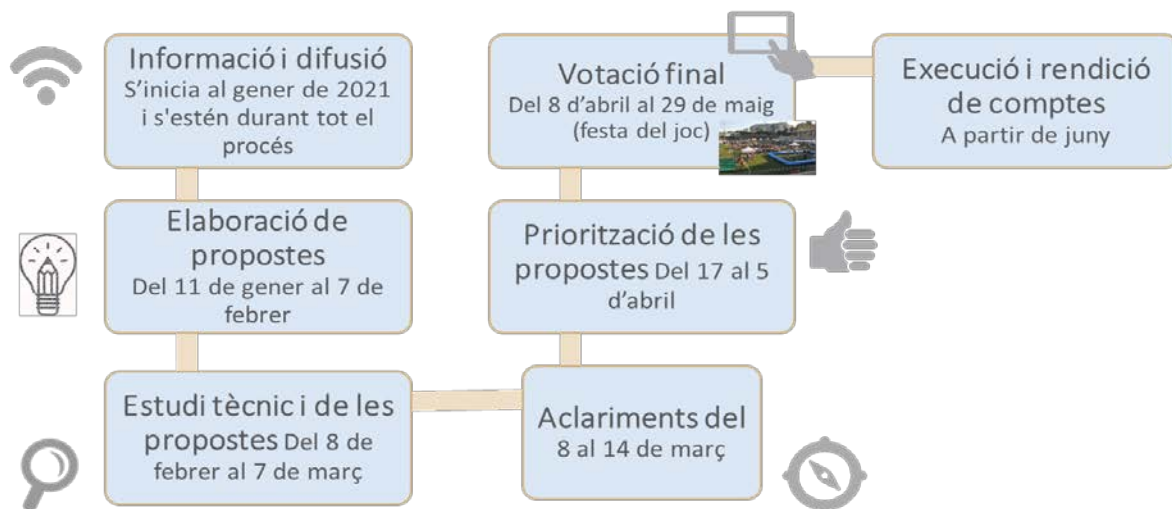 Informació i difusió
S’inicia al gener de 2021
i s'estén durant tot el
procés
Elaboració de
propostes
Del 11 de gener al 7 de
febrer
Estudi tècnic i de les
propostes Del 8 de
febrer al 7 de març
Aclariments del
8 al 14 de març
Priorització de les
propostes Del 17 al 5
d’abril
Votació final
Del 8 d’abril al 29 de maig
(festa del joc)
Execució i rendició
de comptes
A partir de juny